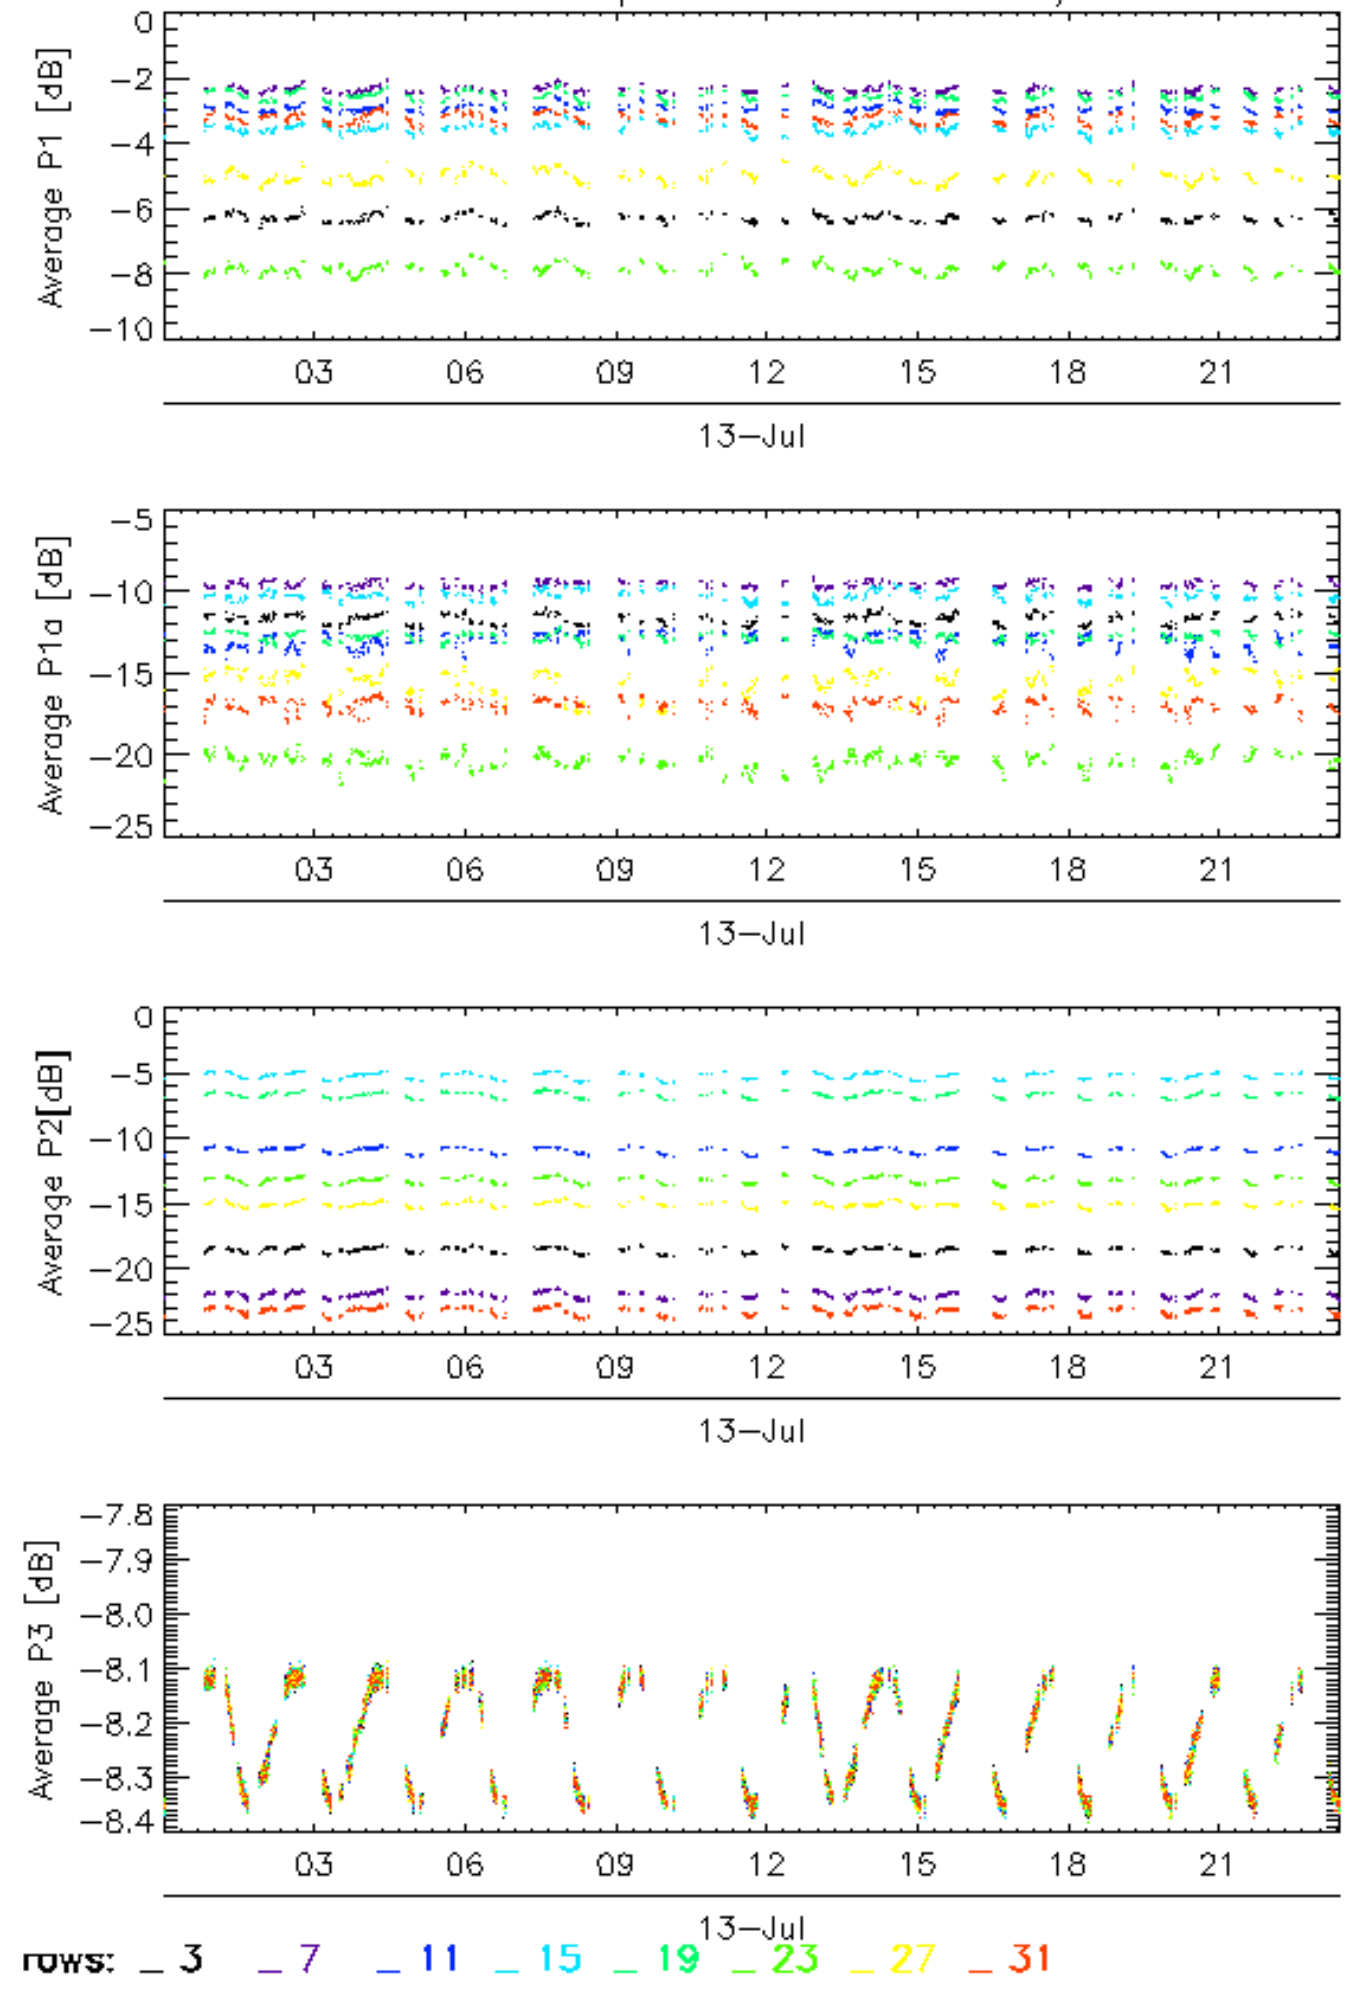 0
−2
−4
−6
−8
−10
Average P1 [dB]
03 06 09 12 15 18 21
13−Jul
−5
−10
−15
−20
−25
Average P1a [dB]
03 06 09 12 15 18 21
13−Jul
0
−5
−10
−15
−20
−25
Average P2[dB]
03 06 09 12 15 18 21
13−Jul
−7.8
−7.9
−8.0
−8.1
−8.2
−8.3
−8.4
Average P3 [dB]
03 06 09 12 15 18 21
13−Jul
rows: _ 3 _ 7 _ 11 _ 15 _ 19 _ 23 _ 27 _ 31